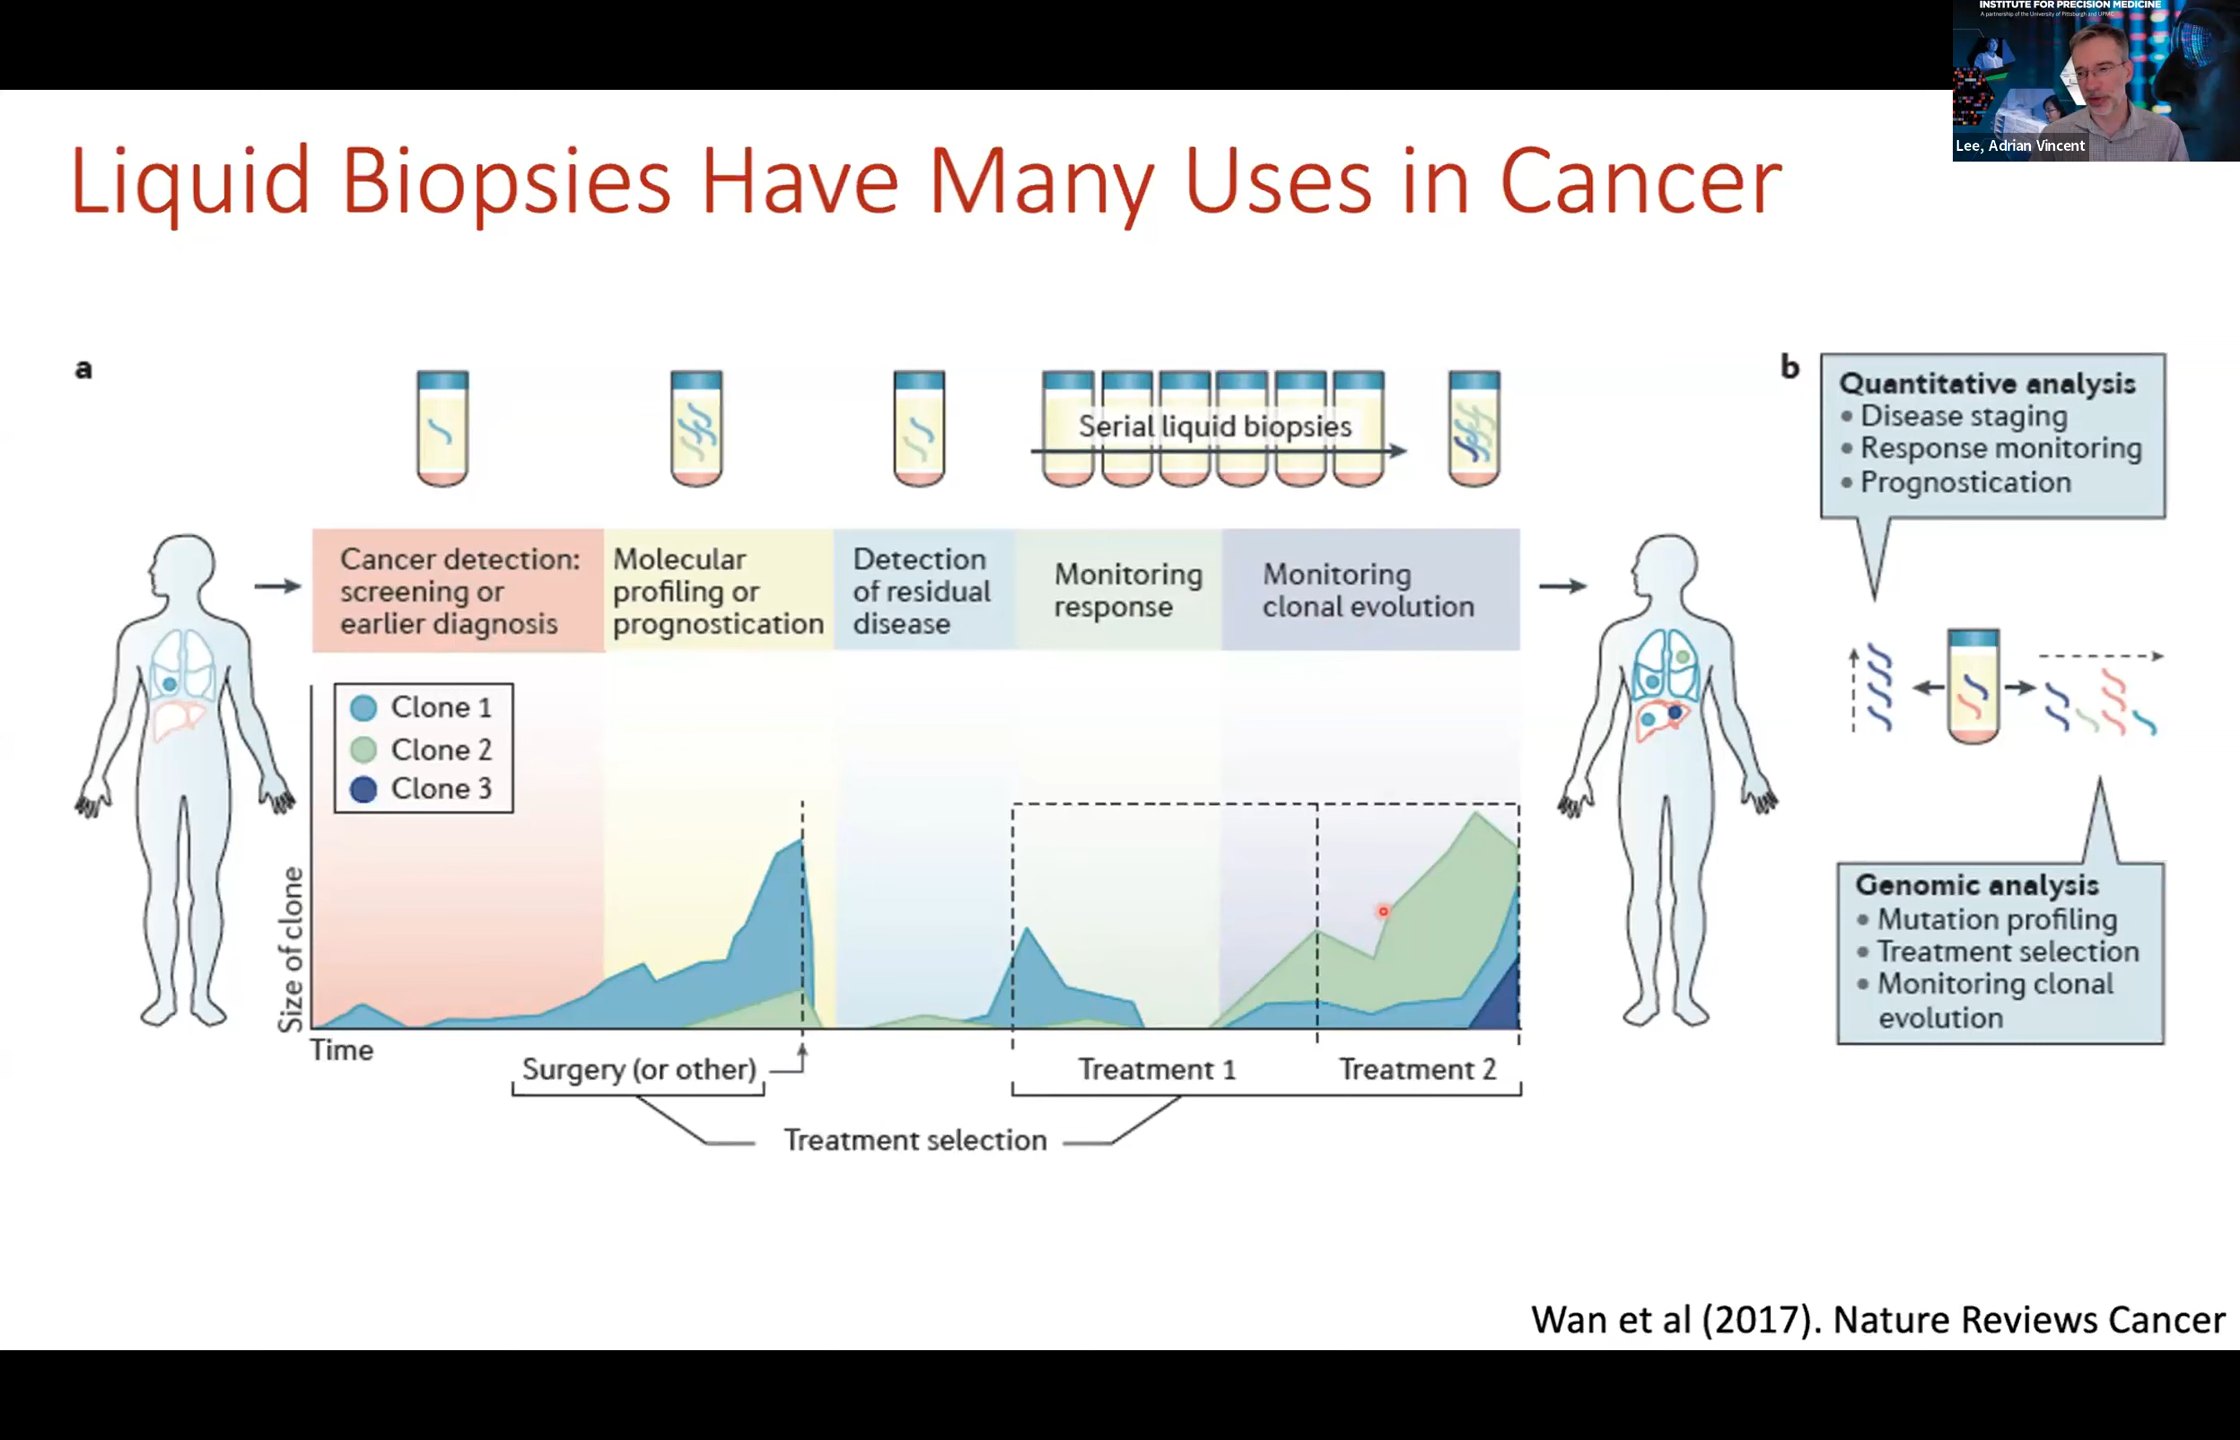 INSTITUTE FOR PRECISION MEDICINE
A partnership of the University of Pittsburgh and UPMC
Lee, Adrian Vincent
Liquid Biopsies Have Many Uses in Cancer
a
Serial liquid biopsies
Cancer detection:
screening or
earlier diagnosis
Molecular
profiling or
prognostication
Detection
of residual
disease
Monitoring
response
Monitoring
clonal evolution
Clone 1
Clone 2
Clone 3
Size of clone
Time
Surgery (or other)
Treatment 1
Treatment 2
Treatment selection
b
Quantitative analysis
• Disease staging
• Response monitoring
• Prognostication
Genomic analysis
• Mutation profiling
• Treatment selection
• Monitoring clonal
evolution
Wan et al (2017). Nature Reviews Cancer